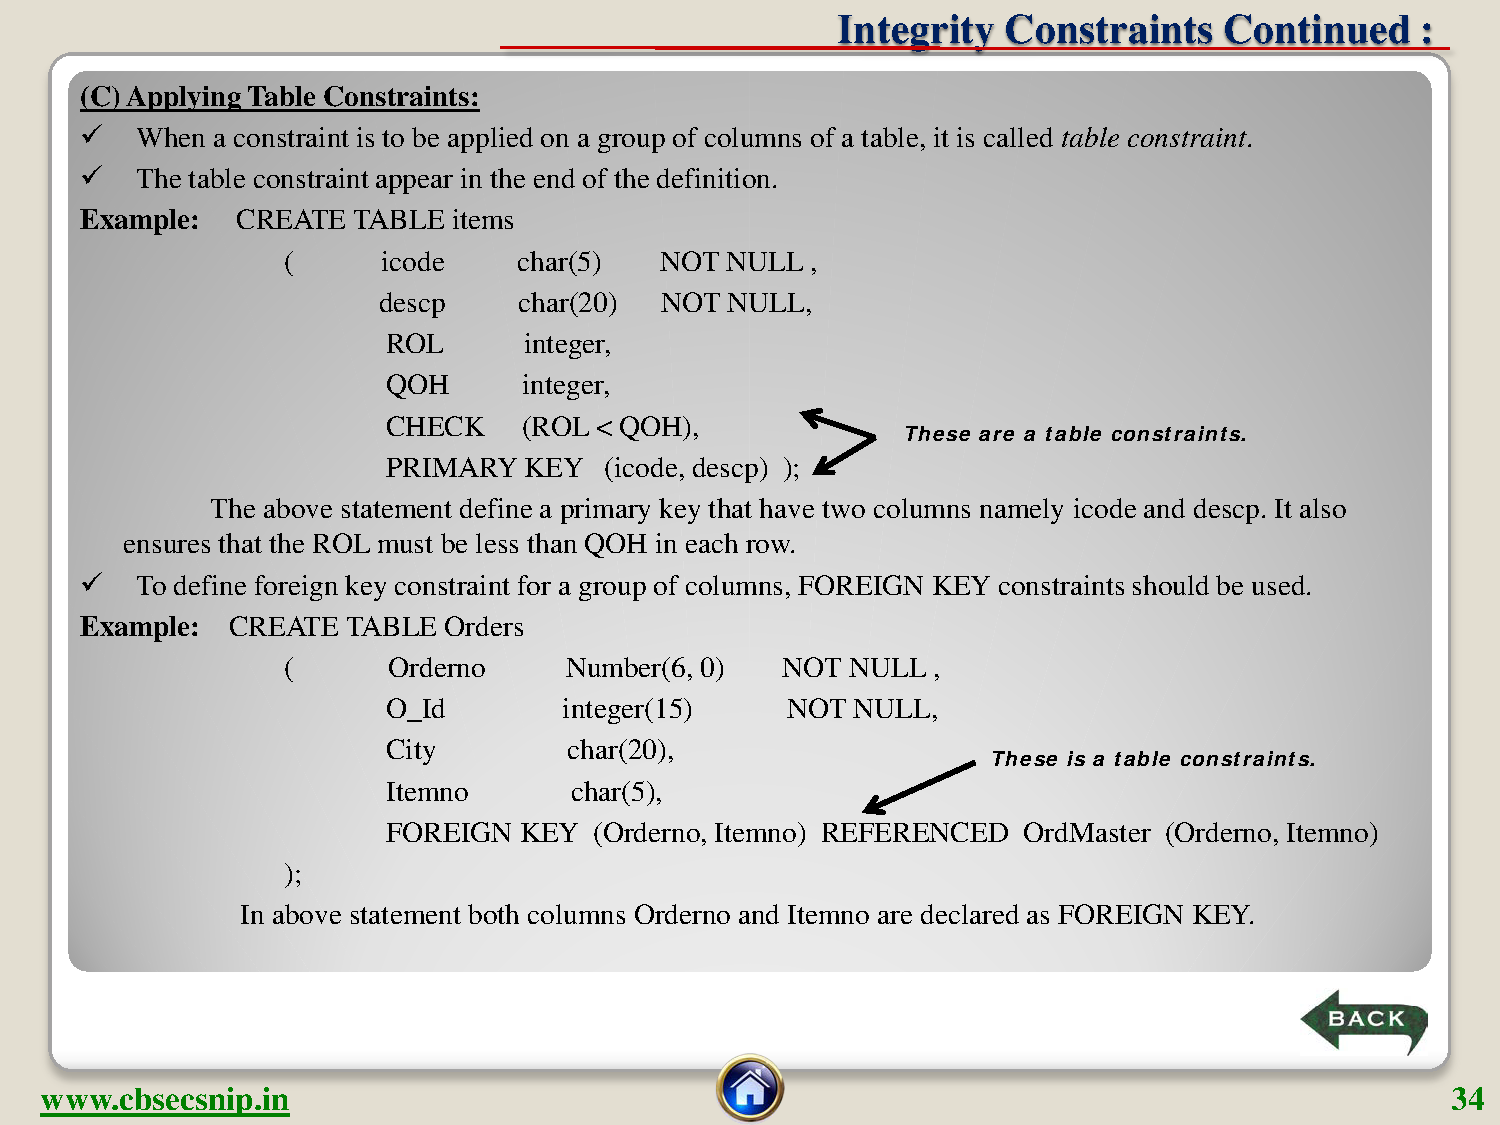 Integrity Constraints Continued :
(C) Applying Table Constraints:
✓ When a constraint is to be applied on a group of columns of a table, it is called table constraint.
✓ The table constraint appear in the end of the definition.
Example: CREATE TABLE items
( icode char(5) NOT NULL ,
descp char(20) NOT NULL,
ROL integer,
QOH integer,
CHECK (ROL < QOH),
These are a table constraints.
PRIMARY KEY (icode, descp) );
The above statement define a primary key that have two columns namely icode and descp. It also
ensures that the ROL must be less than QOH in each row.
✓ To define foreign key constraint for a group of columns, FOREIGN KEY constraints should be used.
Example: CREATE TABLE Orders
( Orderno Number(6, 0) NOT NULL ,
O_Id integer(15) NOT NULL,
City char(20),
These is a table constraints.
Itemno char(5),
FOREIGN KEY (Orderno, Itemno) REFERENCED OrdMaster (Orderno, Itemno)
);
In above statement both columns Orderno and Itemno are declared as FOREIGN KEY.
BACK
www.cbsecsnip.in
34